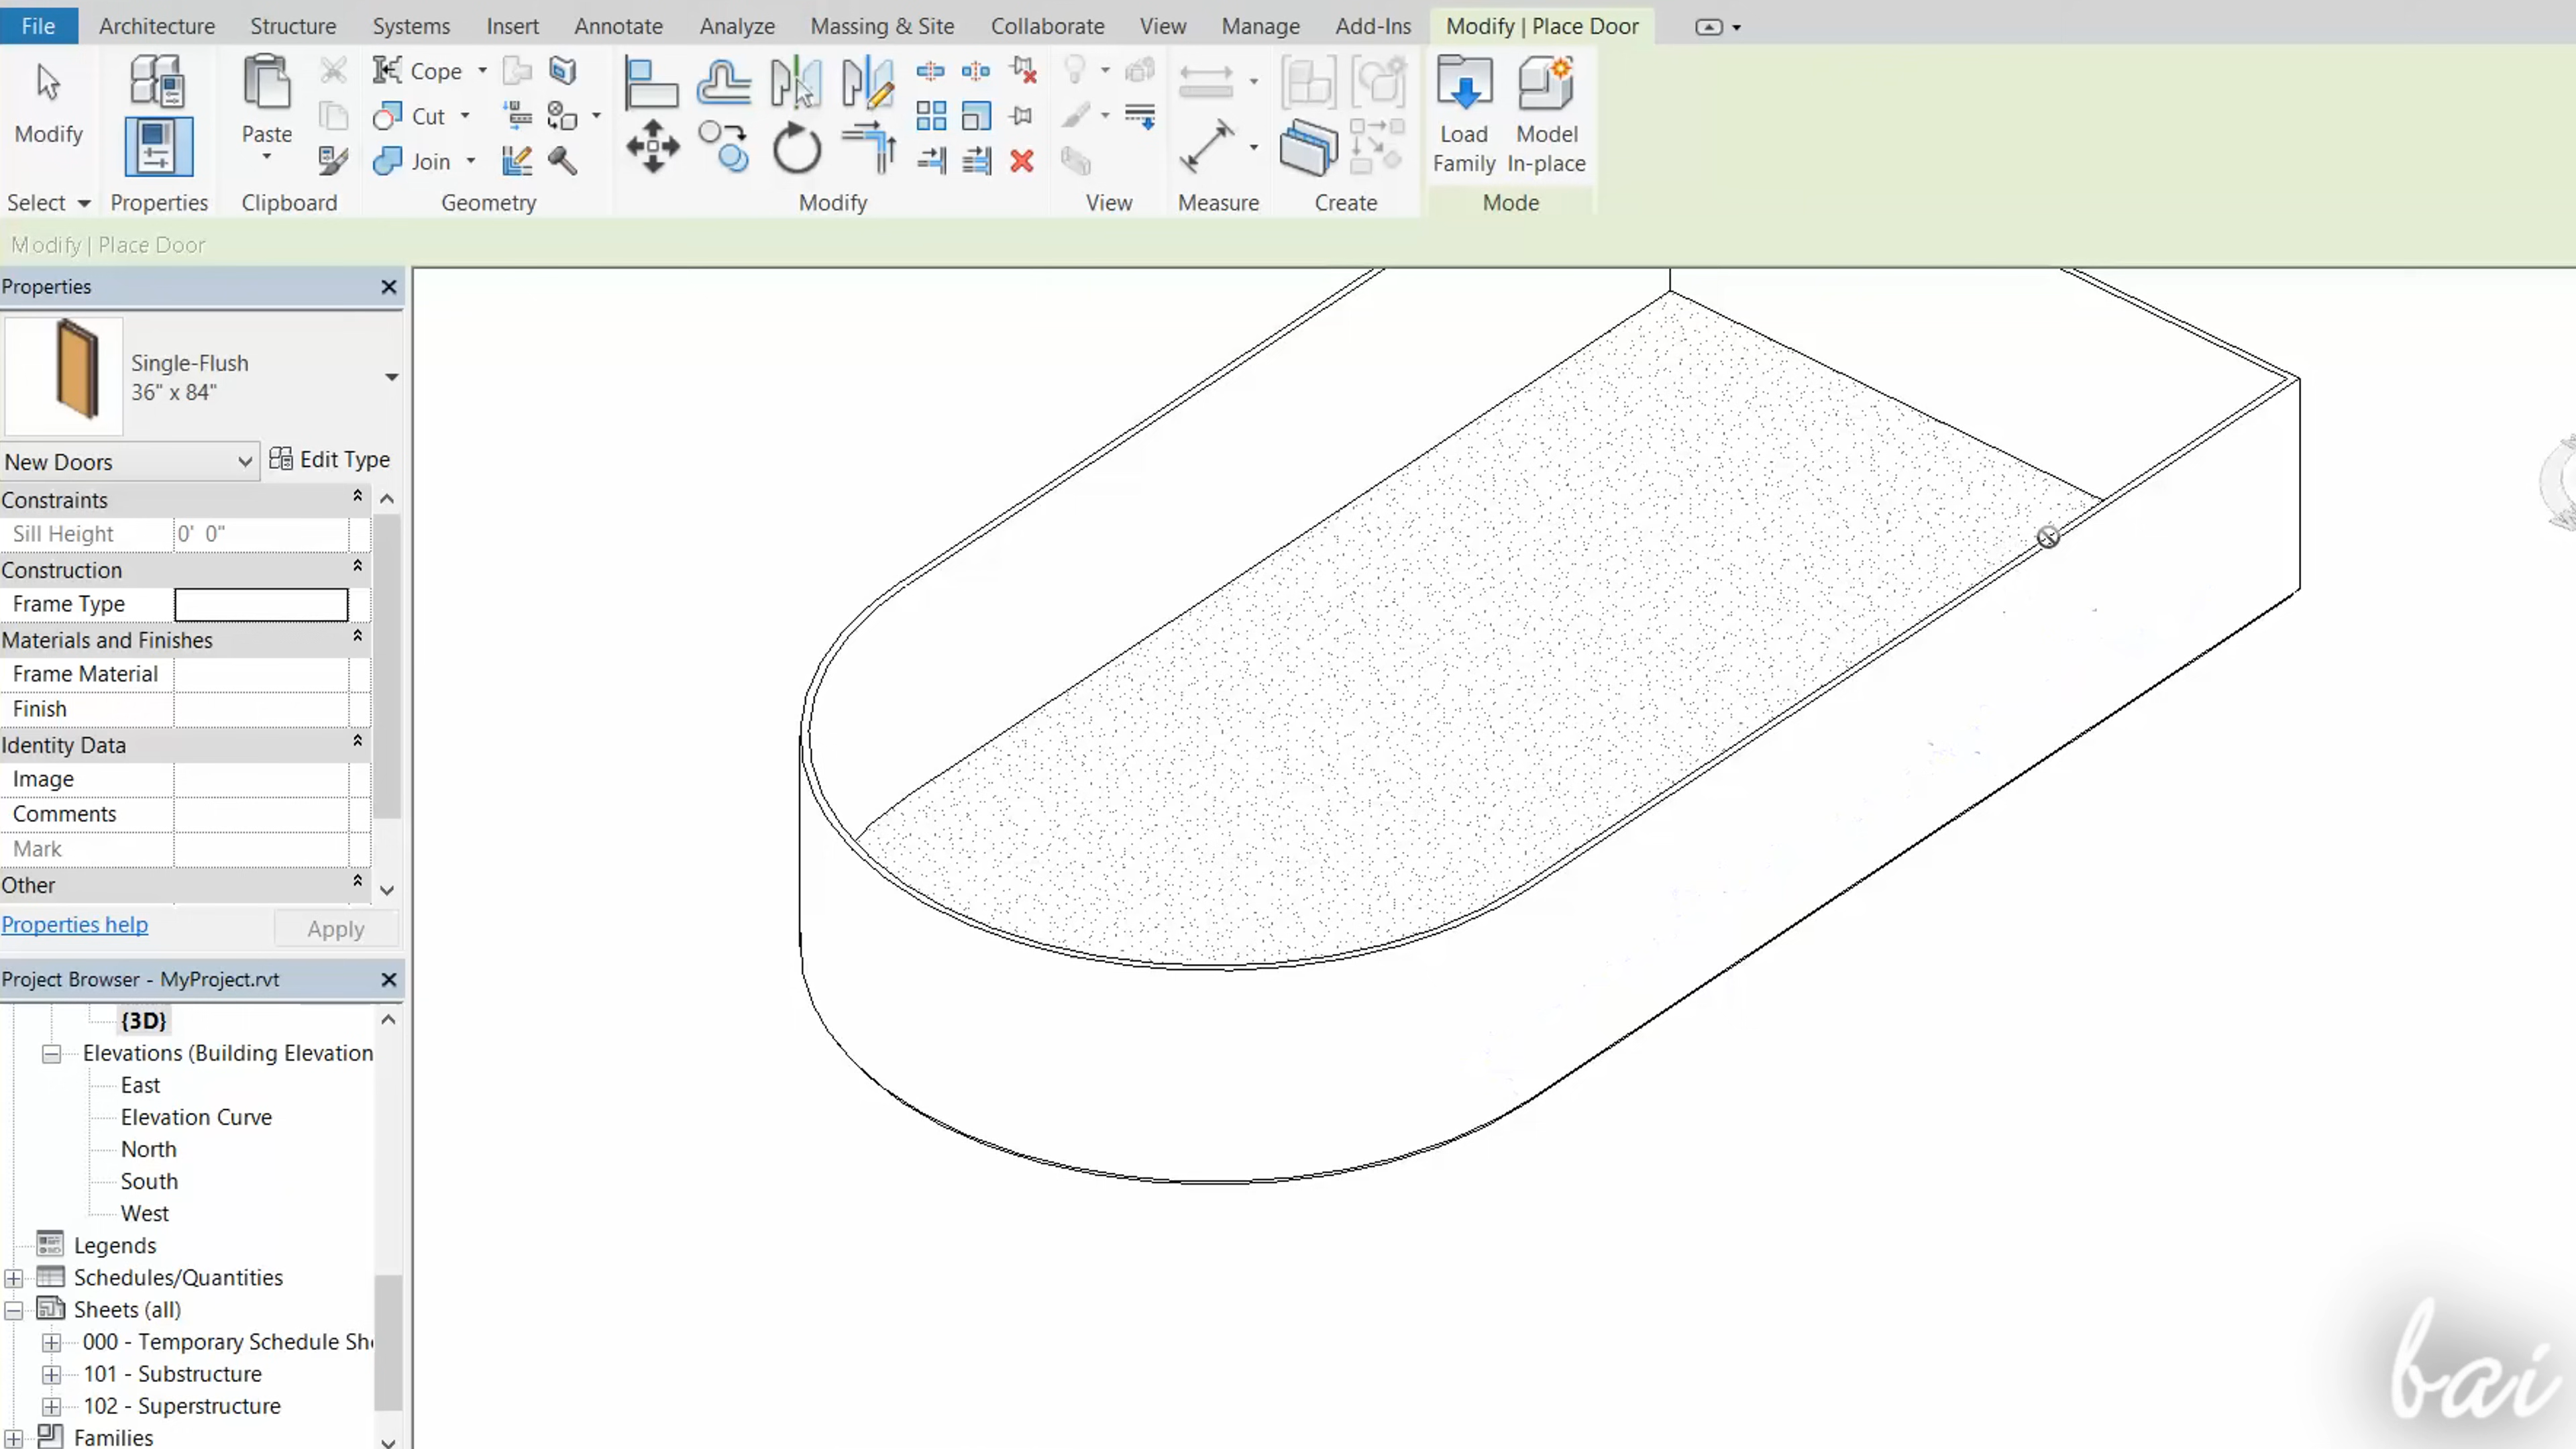 File Architecture Structure Systems Insert Annotate Analyze Massing & Site Collaborate View Manage Add-Ins Modify | Place Door
Modify
Paste
Cope
Cut
Join
Load Family
Model In-place
Select Properties Clipboard Geometry Modify View Measure Create Mode
Modify | Place Door
Properties
Single-Flush
36" x 84"
New Doors Edit Type
Constraints
Sill Height 0' 0"
Construction
Frame Type
Materials and Finishes
Frame Material
Finish
Identity Data
Image
Comments
Mark
Other
Properties help Apply
Project Browser - MyProject.rvt
{3D}
Elevations (Building Elevation
East
Elevation Curve
North
South
West
Legends
Schedules/Quantities
Sheets (all)
000 - Temporary Schedule She
101 - Substructure
102 - Superstructure
Families
bai